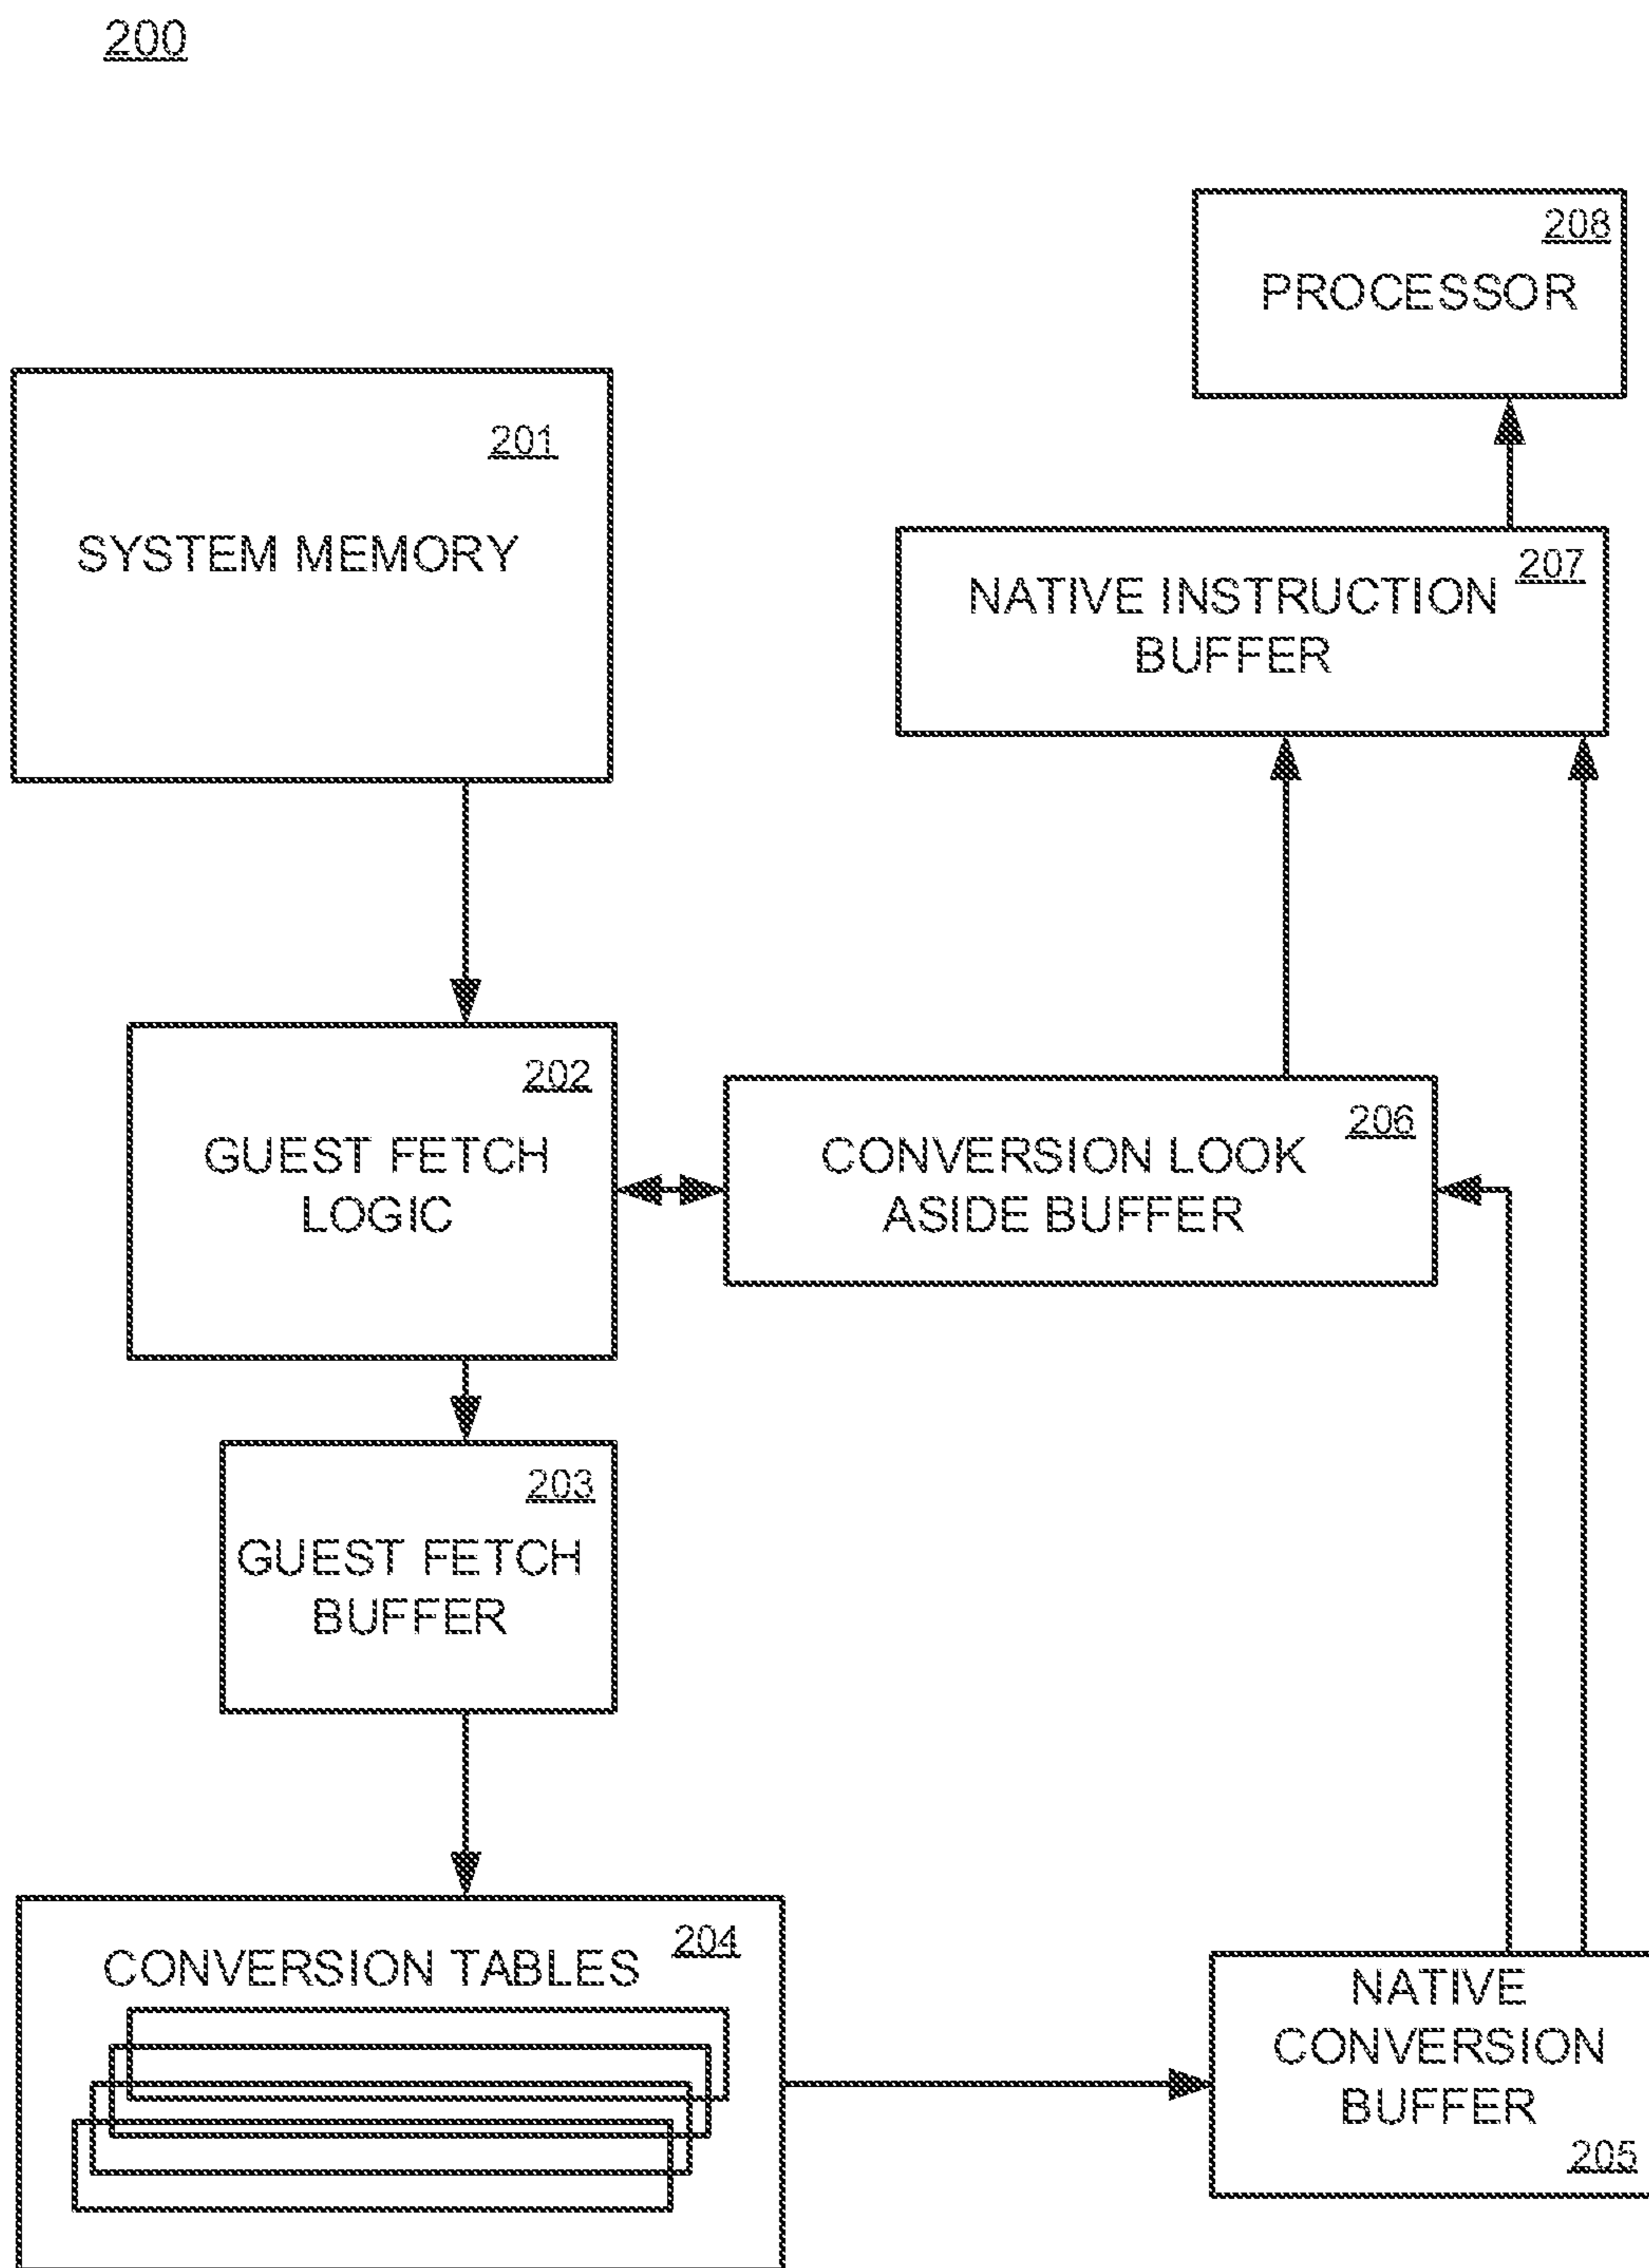 200
208
PROCESSOR
201
SYSTEM MEMORY
207
NATIVE INSTRUCTION
BUFFER
202
GUEST FETCH
LOGIC
206
CONVERSION LOOK
ASIDE BUFFER
203
GUEST FETCH
BUFFER
204
CONVERSION TABLES
NATIVE
CONVERSION
BUFFER
205